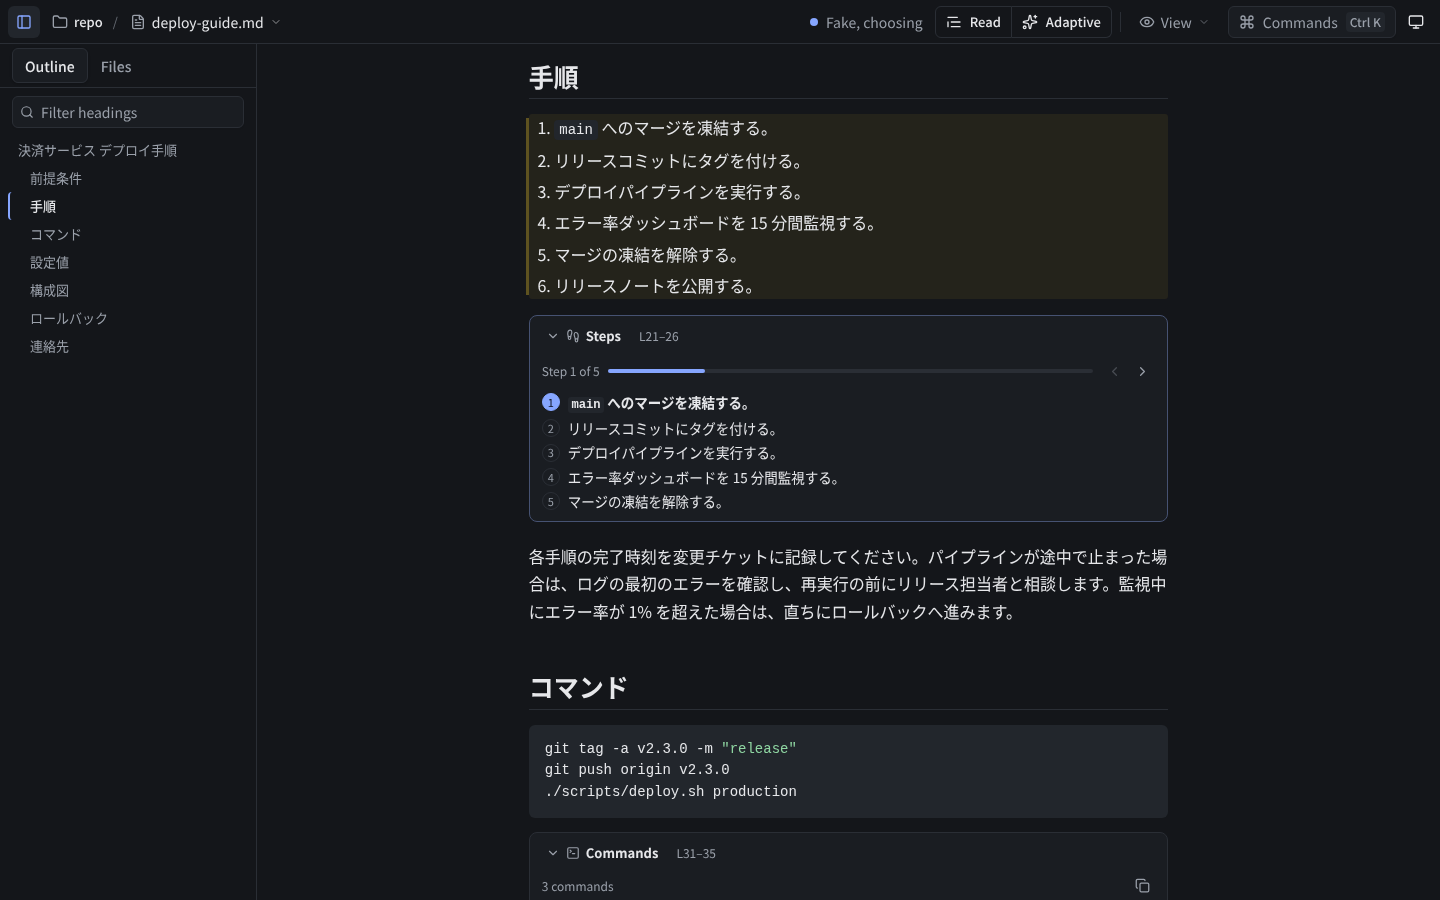 repo / deploy-guide.md
Fake, choosing
Read
Adaptive
View
Commands Ctrl K
Outline
Files
Filter headings
決済サービス デプロイ手順
前提条件
手順
コマンド
設定値
構成図
ロールバック
連絡先
手順
1. main へのマージを凍結する。
2. リリースコミットにタグを付ける。
3. デプロイパイプラインを実行する。
4. エラー率ダッシュボードを 15 分間監視する。
5. マージの凍結を解除する。
6. リリースノートを公開する。
Steps L21–26
Step 1 of 5
1 main へのマージを凍結する。
2 リリースコミットにタグを付ける。
3 デプロイパイプラインを実行する。
4 エラー率ダッシュボードを 15 分間監視する。
5 マージの凍結を解除する。
各手順の完了時刻を変更チケットに記録してください。パイプラインが途中で止まった場
合は、ログの最初のエラーを確認し、再実行の前にリリース担当者と相談します。監視中
にエラー率が 1% を超えた場合は、直ちにロールバックへ進みます。
コマンド
git tag -a v2.3.0 -m "release"
git push origin v2.3.0
./scripts/deploy.sh production
Commands L31–35
3 commands